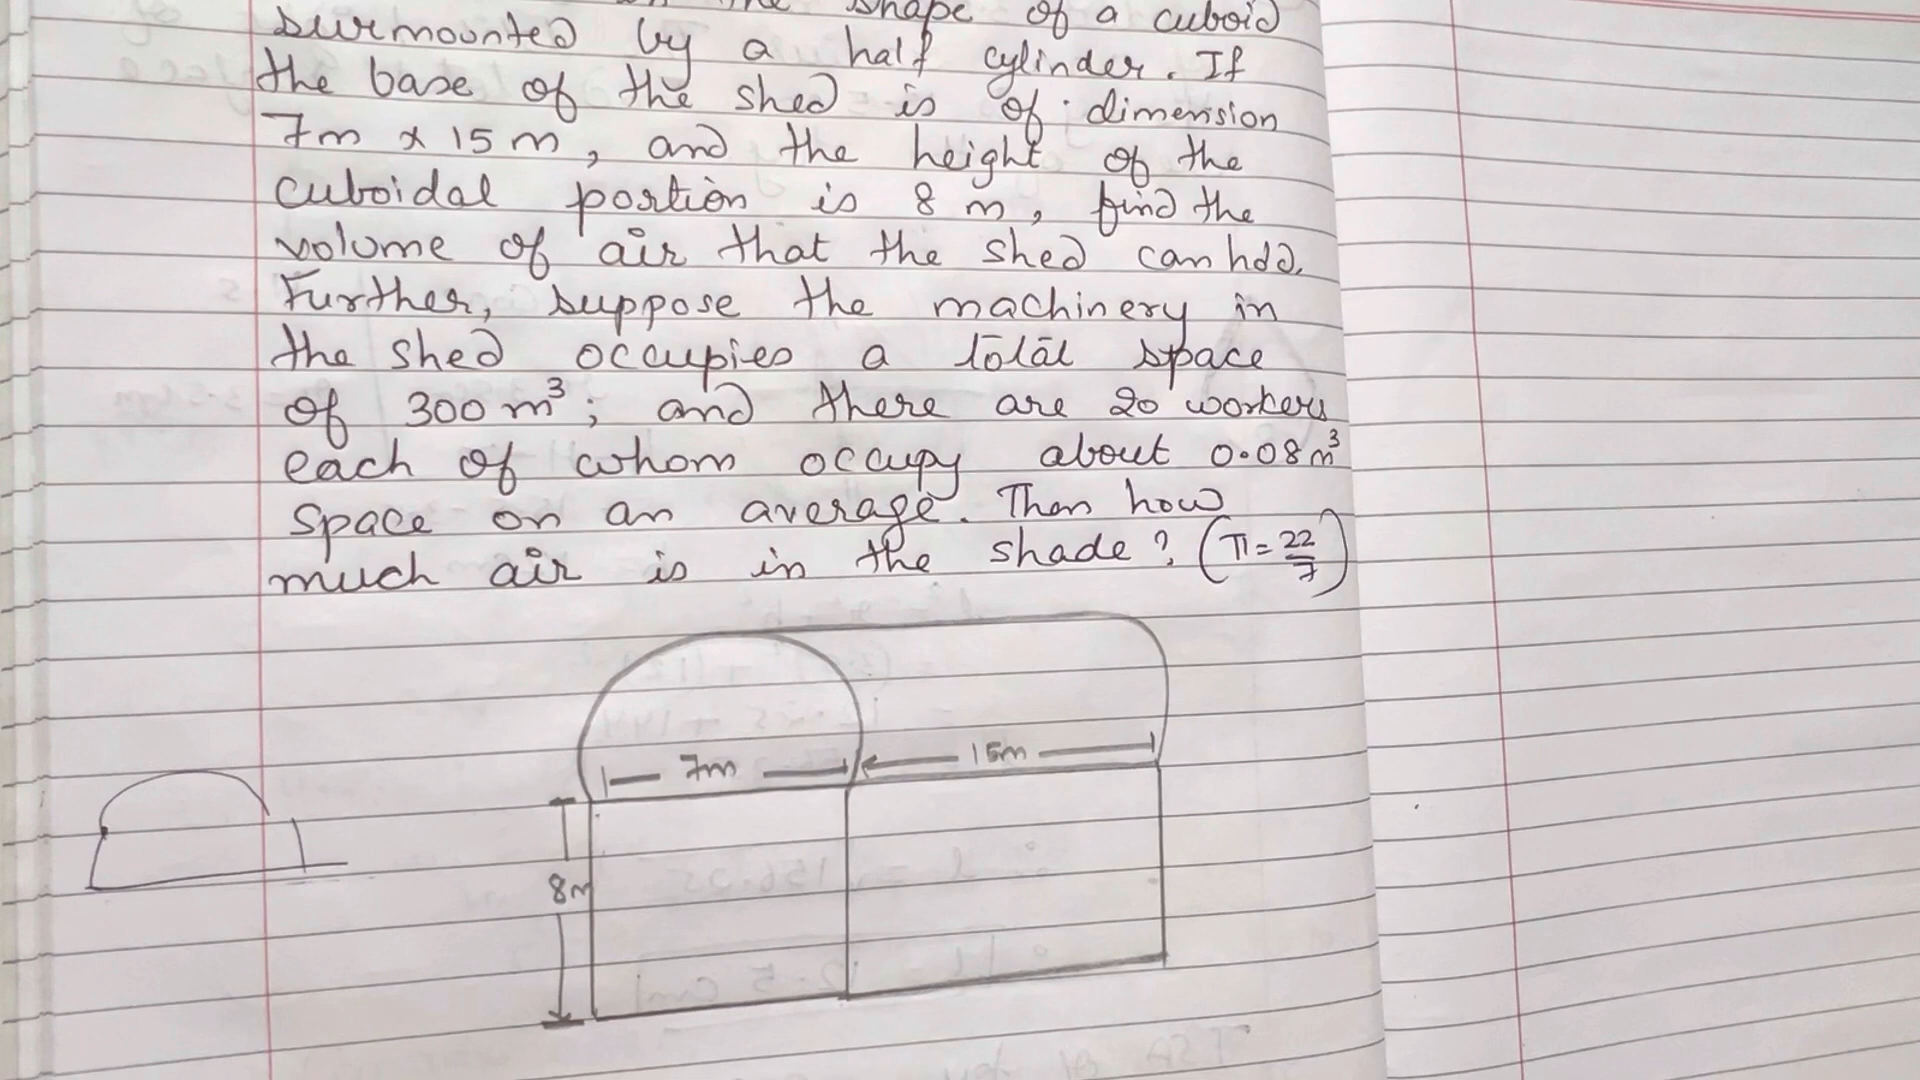 the shape of a cuboid
surmounted by a half cylinder. If
the base of the shed is of dimension
7m x 15 m, and the height of the
cuboidal portion is 8 m, find the
volume of air that the shed can hdd.
Further, suppose the machinery in
the shed occupies a total space
of 300 m³; and there are 20 workers
each of whom occupy about 0.08 m³
space on an average. Then how
much air is in the shade? (π = 22/7)
7m
15m
8m